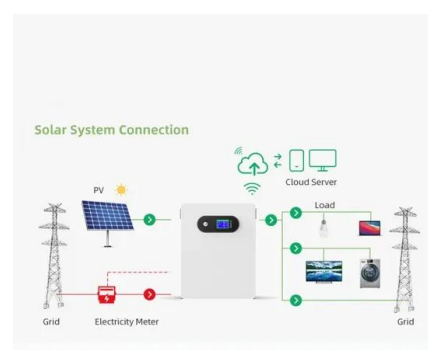 Solar System Connection
Cloud Server
PV
Load
Grid
Electricity Meter
Grid